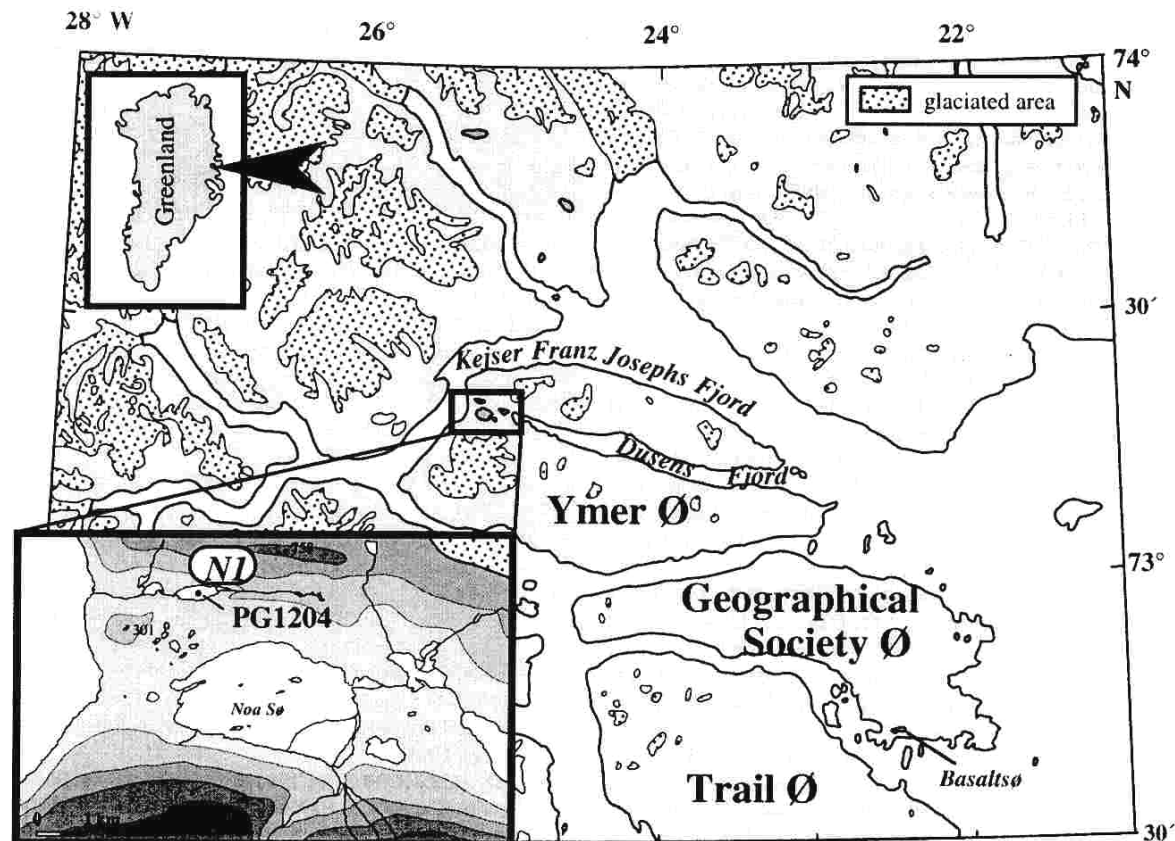 28° W
26°
24°
22°
74°
N
glaciated area
Greenland
30´
Kejser Franz Josephs Fjord
Dusens Fjord
Ymer Ø
73°
N1
PG1204
301
Noa Sø
Geographical
Society Ø
Basaltsø
Trail Ø
0
30´